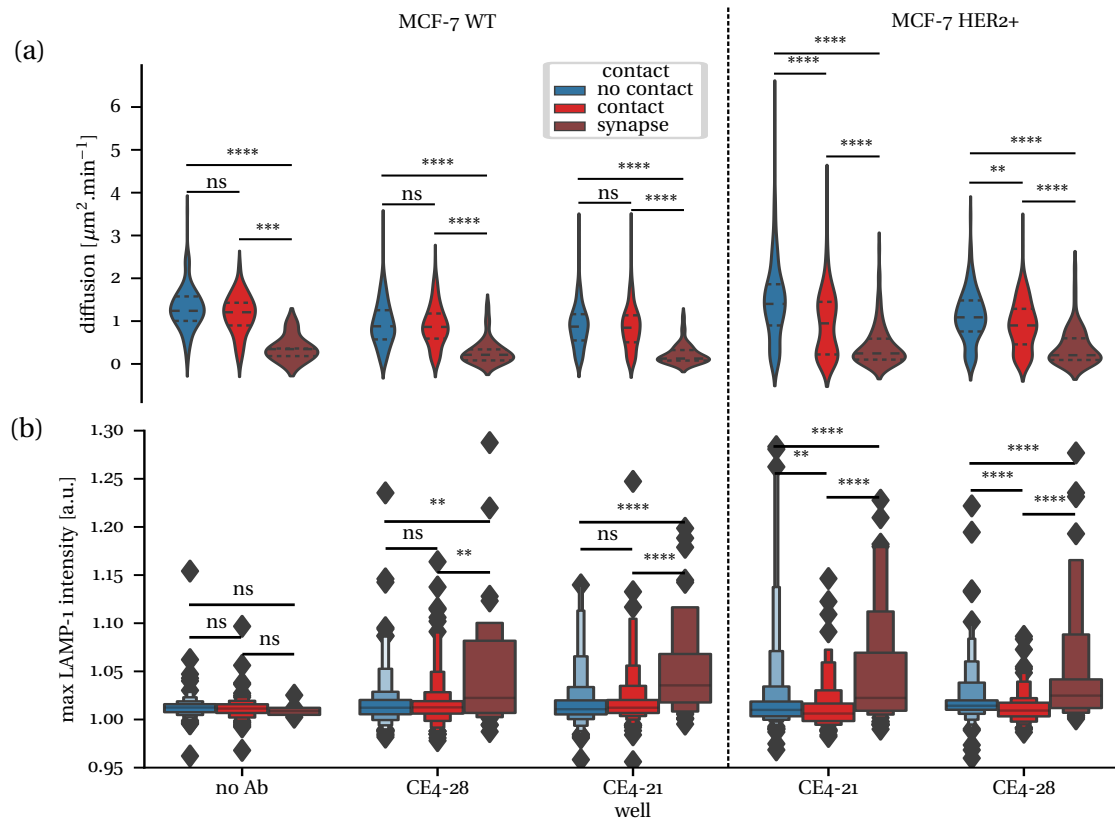 MCF-7 WT
MCF-7 HER2+
(a)
contact
no contact
contact
synapse
diffusion [μm².min⁻¹]
6
5
4
3
2
1
0
****
ns
***
****
ns
****
****
ns
****
****
****
****
****
**
****
(b)
max LAMP-1 intensity [a.u.]
1.30
1.25
1.20
1.15
1.10
1.05
1.00
0.95
ns
ns
ns
**
ns
**
****
ns
****
****
**
****
****
****
****
no Ab
CE4-28
CE4-21
CE4-21
CE4-28
well